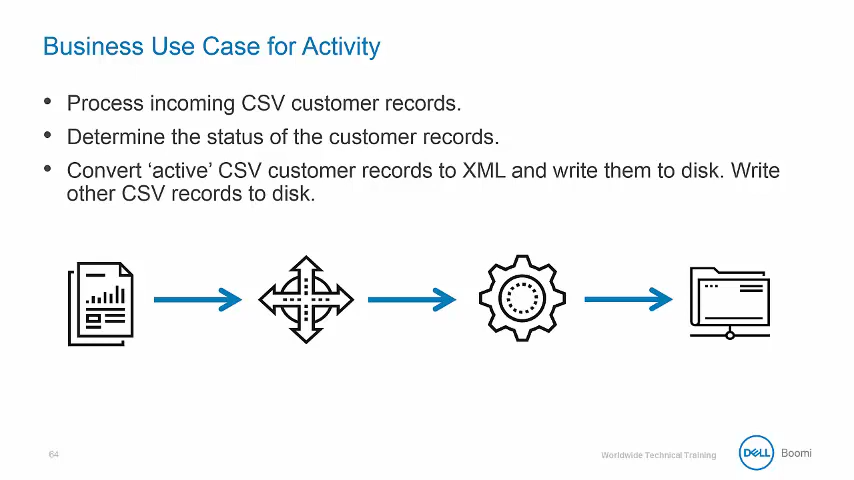 Business Use Case for Activity
• Process incoming CSV customer records.
• Determine the status of the customer records.
• Convert ‘active’ CSV customer records to XML and write them to disk. Write
other CSV records to disk.
64
Worldwide Technical Training
DELL
Boomi